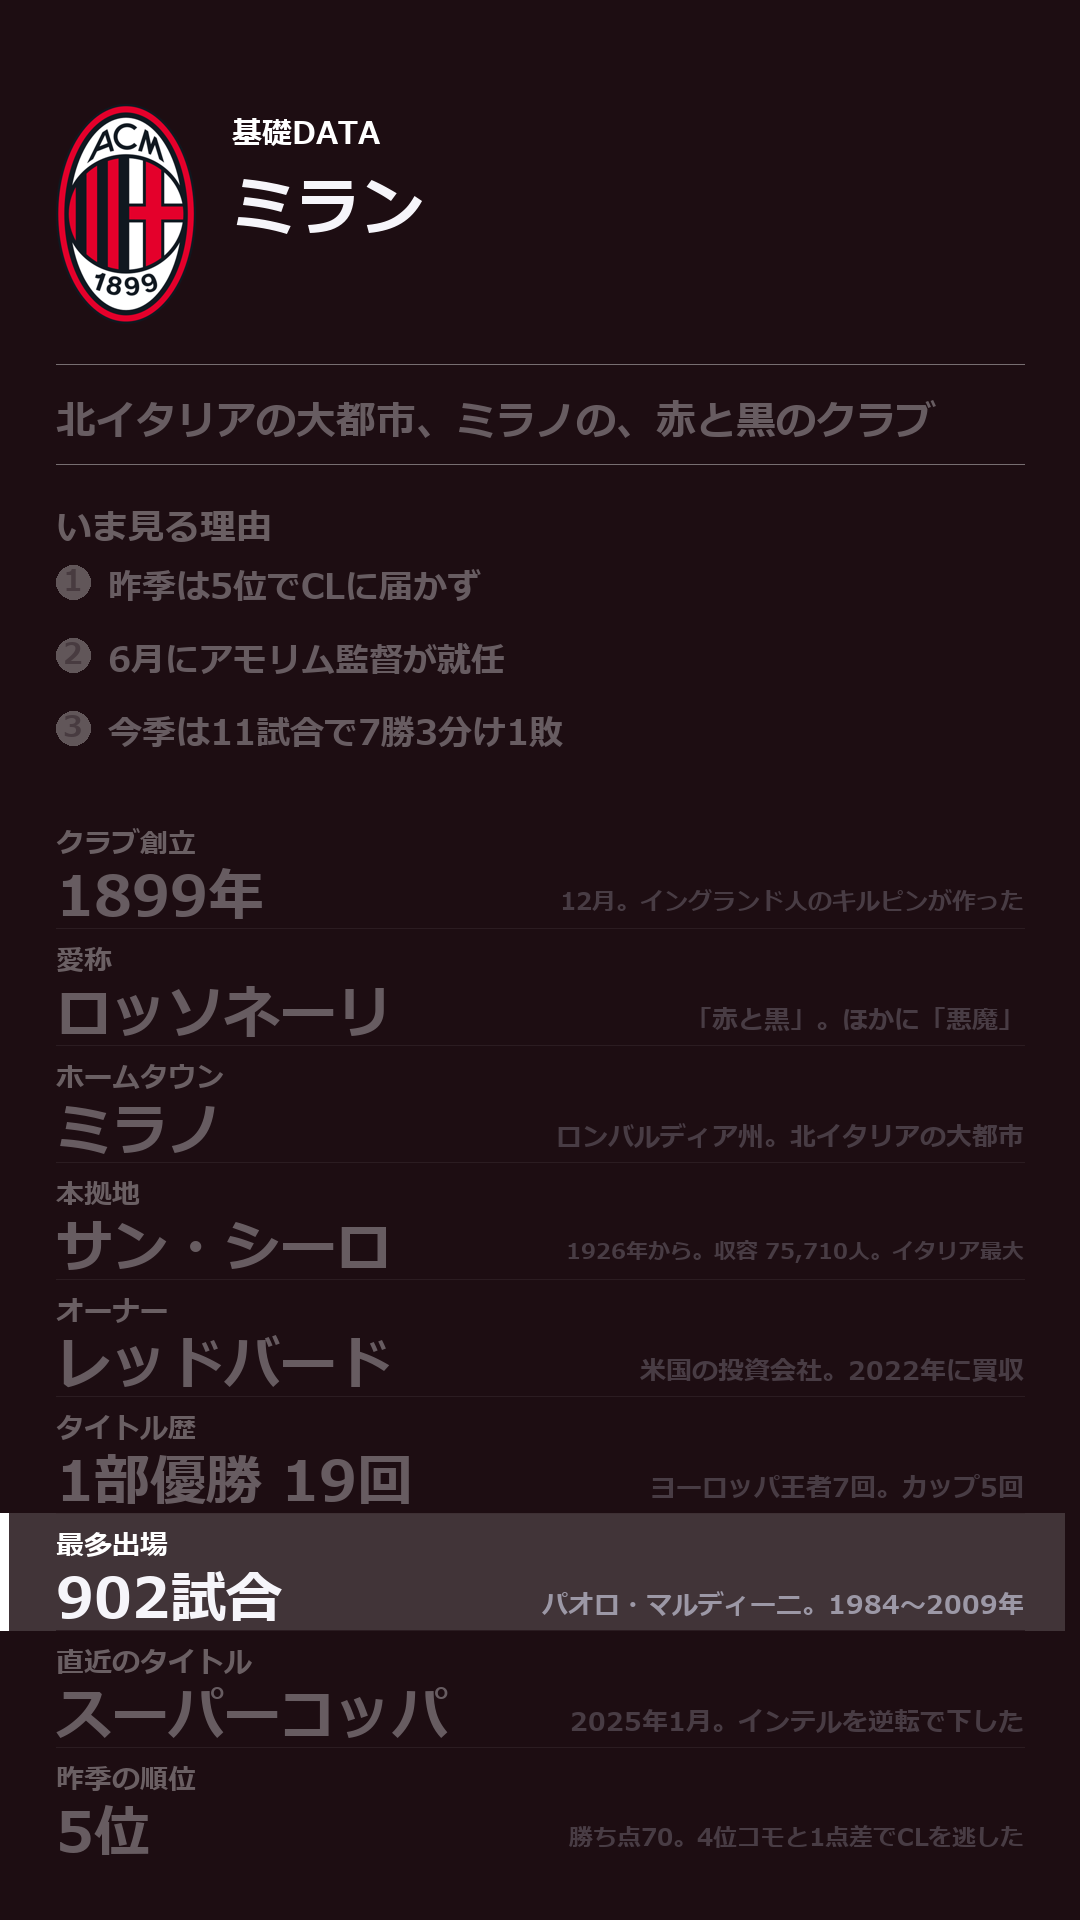 ACM
1899
基礎DATA
ミラン
北イタリアの大都市、ミラノの、赤と黒のクラブ
いま見る理由
1 昨季は5位でCLに届かず
2 6月にアモリム監督が就任
3 今季は11試合で7勝3分け1敗
クラブ創立
1899年 12月。イングランド人のキルピンが作った
愛称
ロッソネーリ 「赤と黒」。ほかに「悪魔」
ホームタウン
ミラノ ロンバルディア州。北イタリアの大都市
本拠地
サン・シーロ 1926年から。収容 75,710人。イタリア最大
オーナー
レッドバード 米国の投資会社。2022年に買収
タイトル歴
1部優勝 19回 ヨーロッパ王者7回。カップ5回
最多出場
902試合 パオロ・マルディーニ。1984〜2009年
直近のタイトル
スーパーコッパ 2025年1月。インテルを逆転で下した
昨季の順位
5位 勝ち点70。4位コモと1点差でCLを逃した